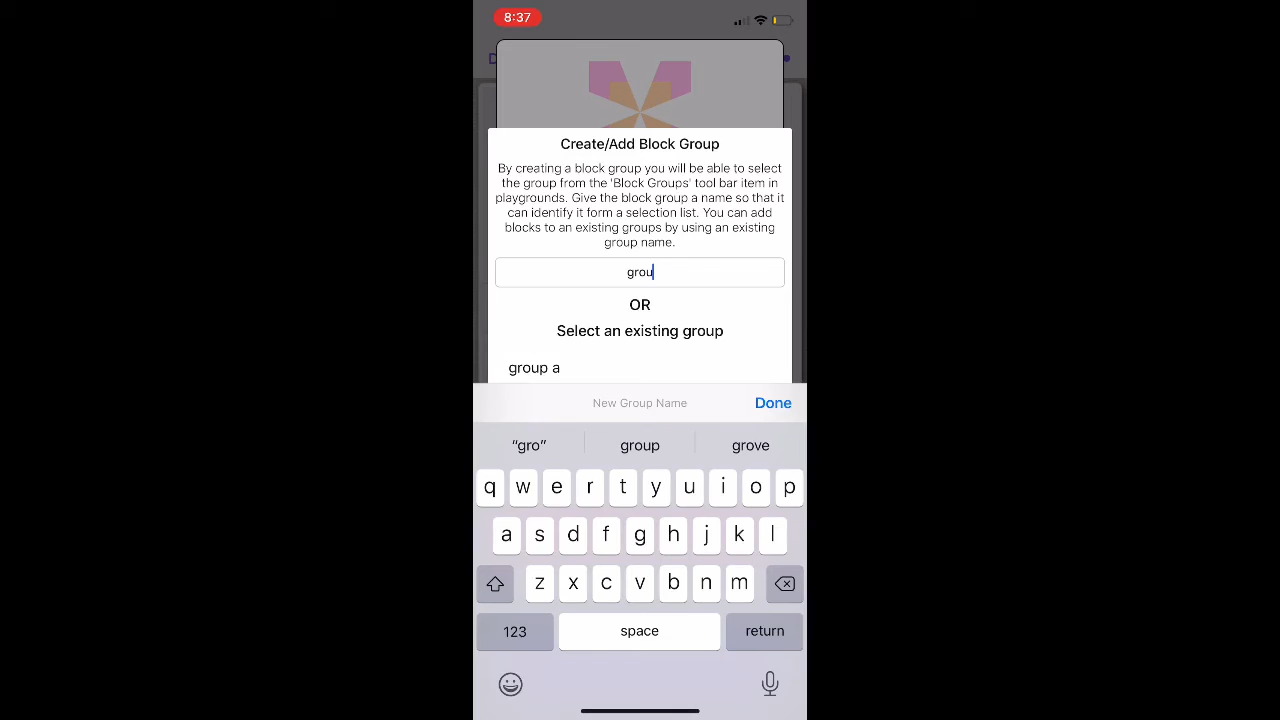 8:37
D
Create/Add Block Group
By creating a block group you will be able to select
the group from the 'Block Groups' tool bar item in
playgrounds. Give the block group a name so that it
can identify it form a selection list. You can add
blocks to an existing groups by using an existing
group name.
grou
OR
Select an existing group
group a
New Group Name
Done
“gro”
group
grove
q w e r t y u i o p
a s d f g h j k l
z x c v b n m
123
space
return